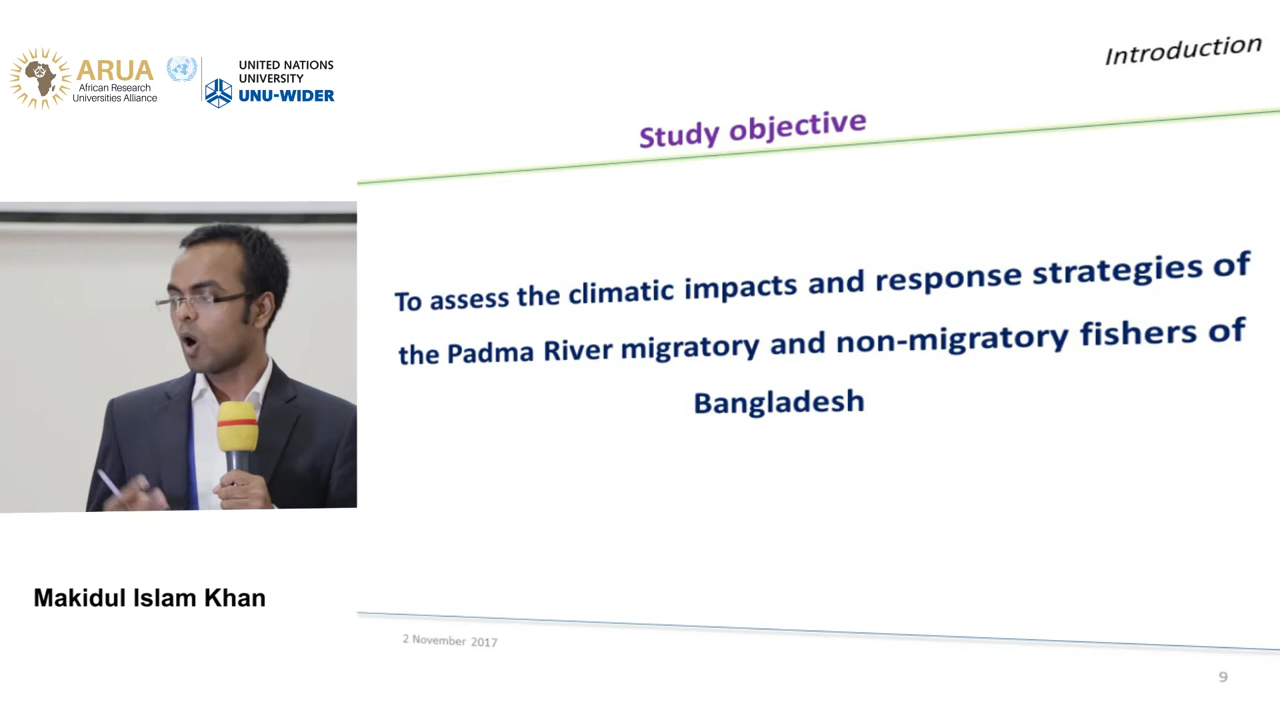 ARUA
African Research
Universities Alliance
UNITED NATIONS
UNIVERSITY
UNU-WIDER
Introduction
Study objective
To assess the climatic impacts and response strategies of
the Padma River migratory and non-migratory fishers of
Bangladesh
Makidul Islam Khan
2 November 2017
9